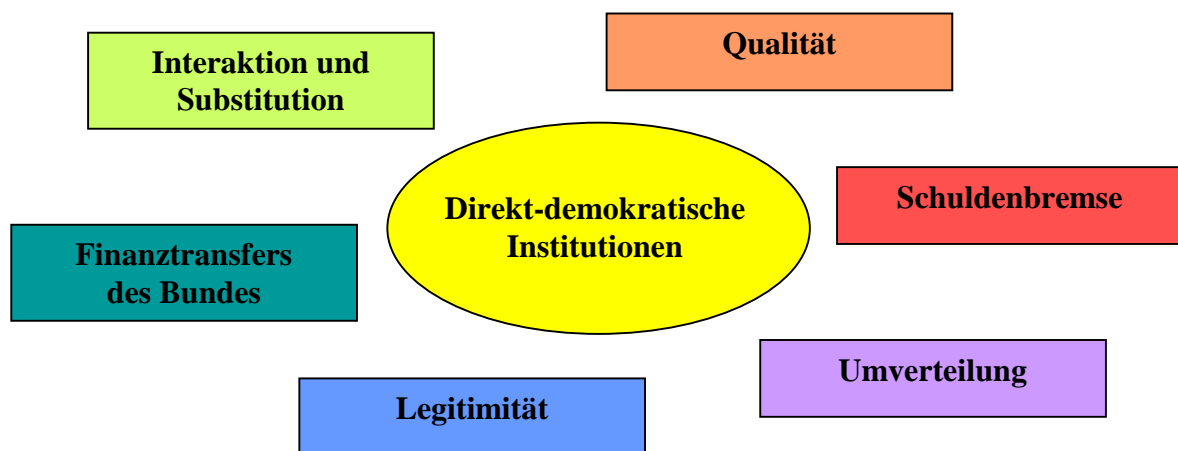 Interaktion und
Substitution
Qualität
Direkt-demokratische
Institutionen
Schuldenbremse
Finanztransfers
des Bundes
Umverteilung
Legitimität